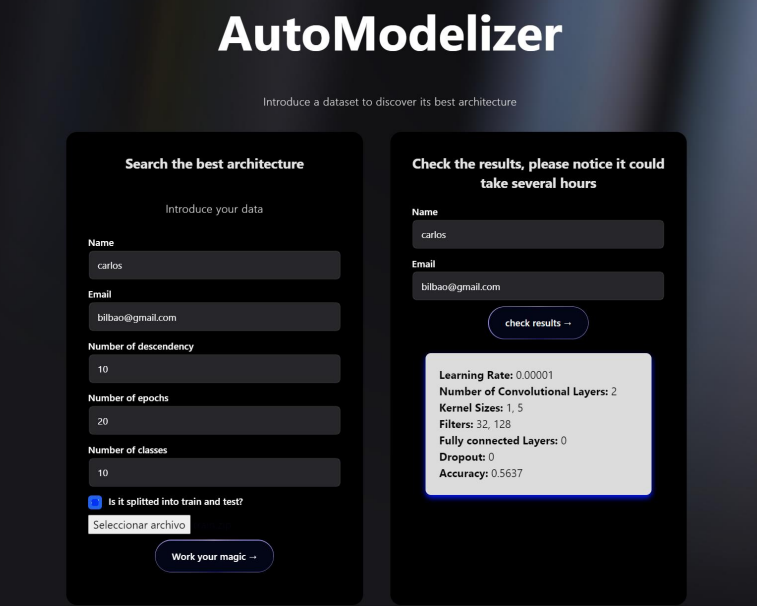 AutoModelizer
Introduce a dataset to discover its best architecture
Search the best architecture
Introduce your data
Name
carlos
Email
bilbao@gmail.com
Number of descendency
10
Number of epochs
20
Number of classes
10
Is it splitted into train and test?
Seleccionar archivo
Work your magic →
Check the results, please notice it could
take several hours
Name
carlos
Email
bilbao@gmail.com
check results →
Learning Rate: 0.00001
Number of Convolutional Layers: 2
Kernel Sizes: 1, 5
Filters: 32, 128
Fully connected Layers: 0
Dropout: 0
Accuracy: 0.5637